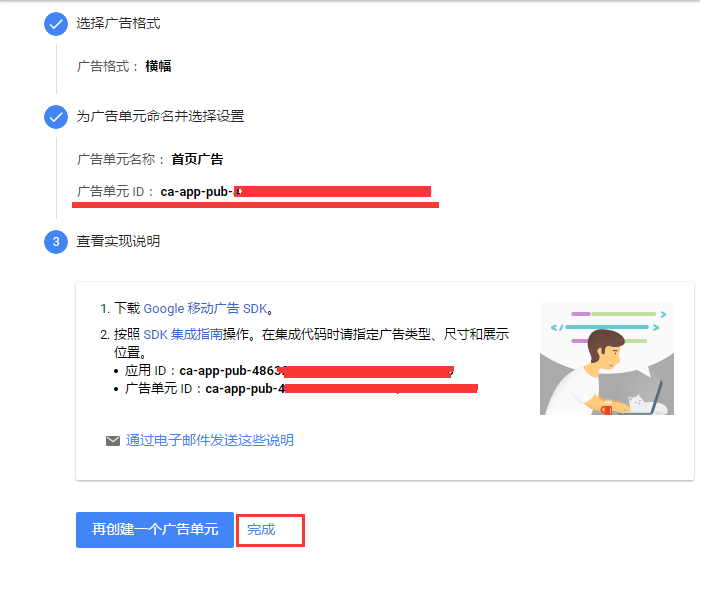 选择广告格式
广告格式： 横幅
为广告单元命名并选择设置
广告单元名称： 首页广告
广告单元 ID： ca-app-pub-
3 查看实现说明
1. 下载 Google 移动广告 SDK。
2. 按照 SDK 集成指南操作。在集成代码时请指定广告类型、尺寸和展示
位置。
• 应用 ID：ca-app-pub-4863
• 广告单元 ID：ca-app-pub-4
通过电子邮件发送这些说明
再创建一个广告单元 完成